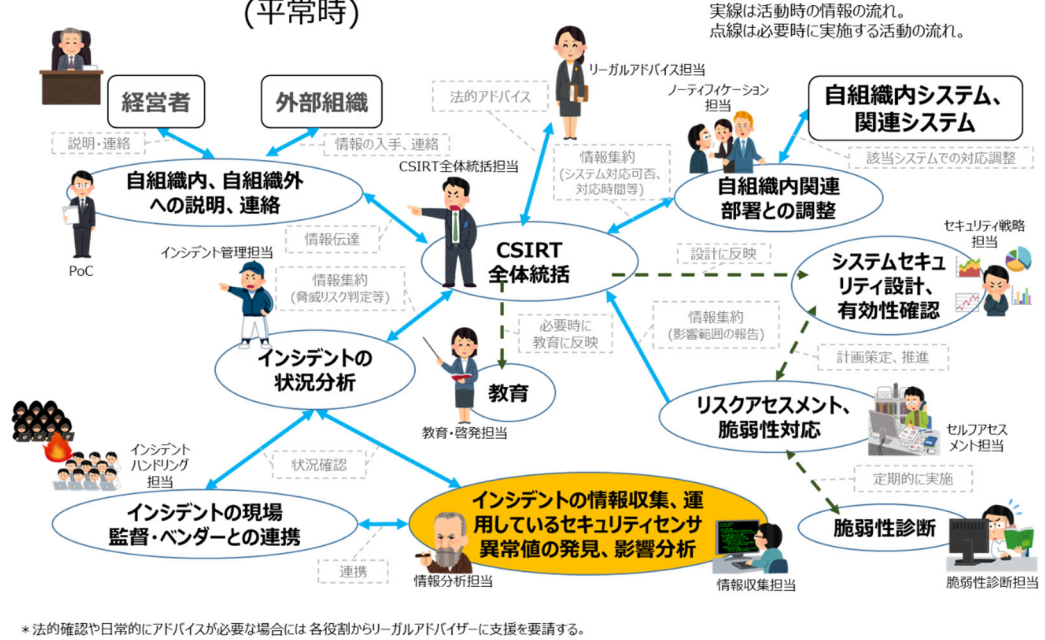 (平常時)
実線は活動時の情報の流れ。
点線は必要時に実施する活動の流れ。
経営者
外部組織
法的アドバイス
リーガルアドバイス担当
ノーティフィケーション
担当
自組織内システム、
関連システム
説明・連絡
情報の入手、連絡
情報集約
(システム対応可否、
対応時間等)
該当システムでの対応調整
自組織内、自組織外
への説明、連絡
CSIRT全体統括担当
自組織内関連
部署との調整
PoC
情報伝達
インシデント管理担当
CSIRT
全体統括
設計に反映
セキュリティ戦略
担当
システムセキュ
リティ設計、
有効性確認
情報集約
(脅威リスク判定等)
必要時に
教育に反映
情報集約
(影響範囲の報告)
計画策定、推進
インシデントの
状況分析
教育
教育・啓発担当
リスクアセスメント、
脆弱性対応
セルフアセス
メント担当
インシデント
ハンドリング
担当
状況確認
定期的に実施
インシデントの現場
監督・ベンダーとの連携
連携
インシデントの情報収集、運
用しているセキュリティセンサ
異常値の発見、影響分析
情報分析担当
情報収集担当
脆弱性診断
脆弱性診断担当
*法的確認や日常的にアドバイスが必要な場合には各役割からリーガルアドバイザーに支援を要請する。